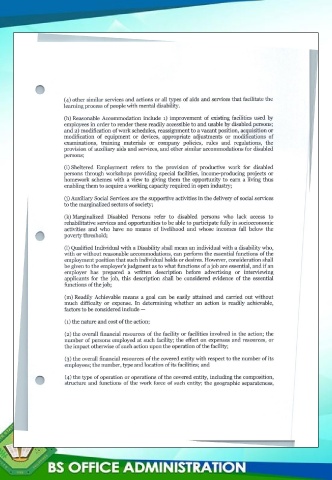 (4) other similar services and actions or all types of aids and services that facilitate the
learning process of people with mental disability.
(h) Reasonable Accommodation include 1) improvement of existing facilities used by
employees in order to render these readily accessible to and usable by disabled persons;
and 2) modification of work schedules, reassignment to a vacant position, acquisition or
modification of equipment or devices, appropriate adjustments or modifications of
examinations, training materials or company policies, rules and regulations, the
provision of auxiliary aids and services, and other similar accommodations for disabled
persons;
(i) Sheltered Employment refers to the provision of productive work for disabled
persons through workshops providing special facilities, income-producing projects or
homework schemes with a view to giving them the opportunity to earn a living thus
enabling them to acquire a working capacity required in open industry;
(j) Auxiliary Social Services are the supportive activities in the delivery of social services
to the marginalized sectors of society;
(k) Marginalized Disabled Persons refer to disabled persons who lack access to
rehabilitative services and opportunities to be able to participate fully in socioeconomic
activities and who have no means of livelihood and whose incomes fall below the
poverty threshold;
(l) Qualified Individual with a Disability shall mean an individual with a disability who,
with or without reasonable accommodations, can perform the essential functions of the
employment position that such individual holds or desires. However, consideration shall
be given to the employer's judgment as to what functions of a job are essential, and if an
employer has prepared a written description before advertising or interviewing
applicants for the job, this description shall be considered evidence of the essential
functions of the job;
(m) Readily Achievable means a goal can be easily attained and carried out without
much difficulty or expense. In determining whether an action is readily achievable,
factors to be considered include —
(1) the nature and cost of the action;
(2) the overall financial resources of the facility or facilities involved in the action; the
number of persons employed at such facility; the effect on expenses and resources, or
the impact otherwise of such action upon the operation of the facility;
(3) the overall financial resources of the covered entity with respect to the number of its
employees; the number, type and location of its facilities; and
(4) the type of operation or operations of the covered entity, including the composition,
structure and functions of the work force of such entity; the geographic separateness,
BS OFFICE ADMINISTRATION